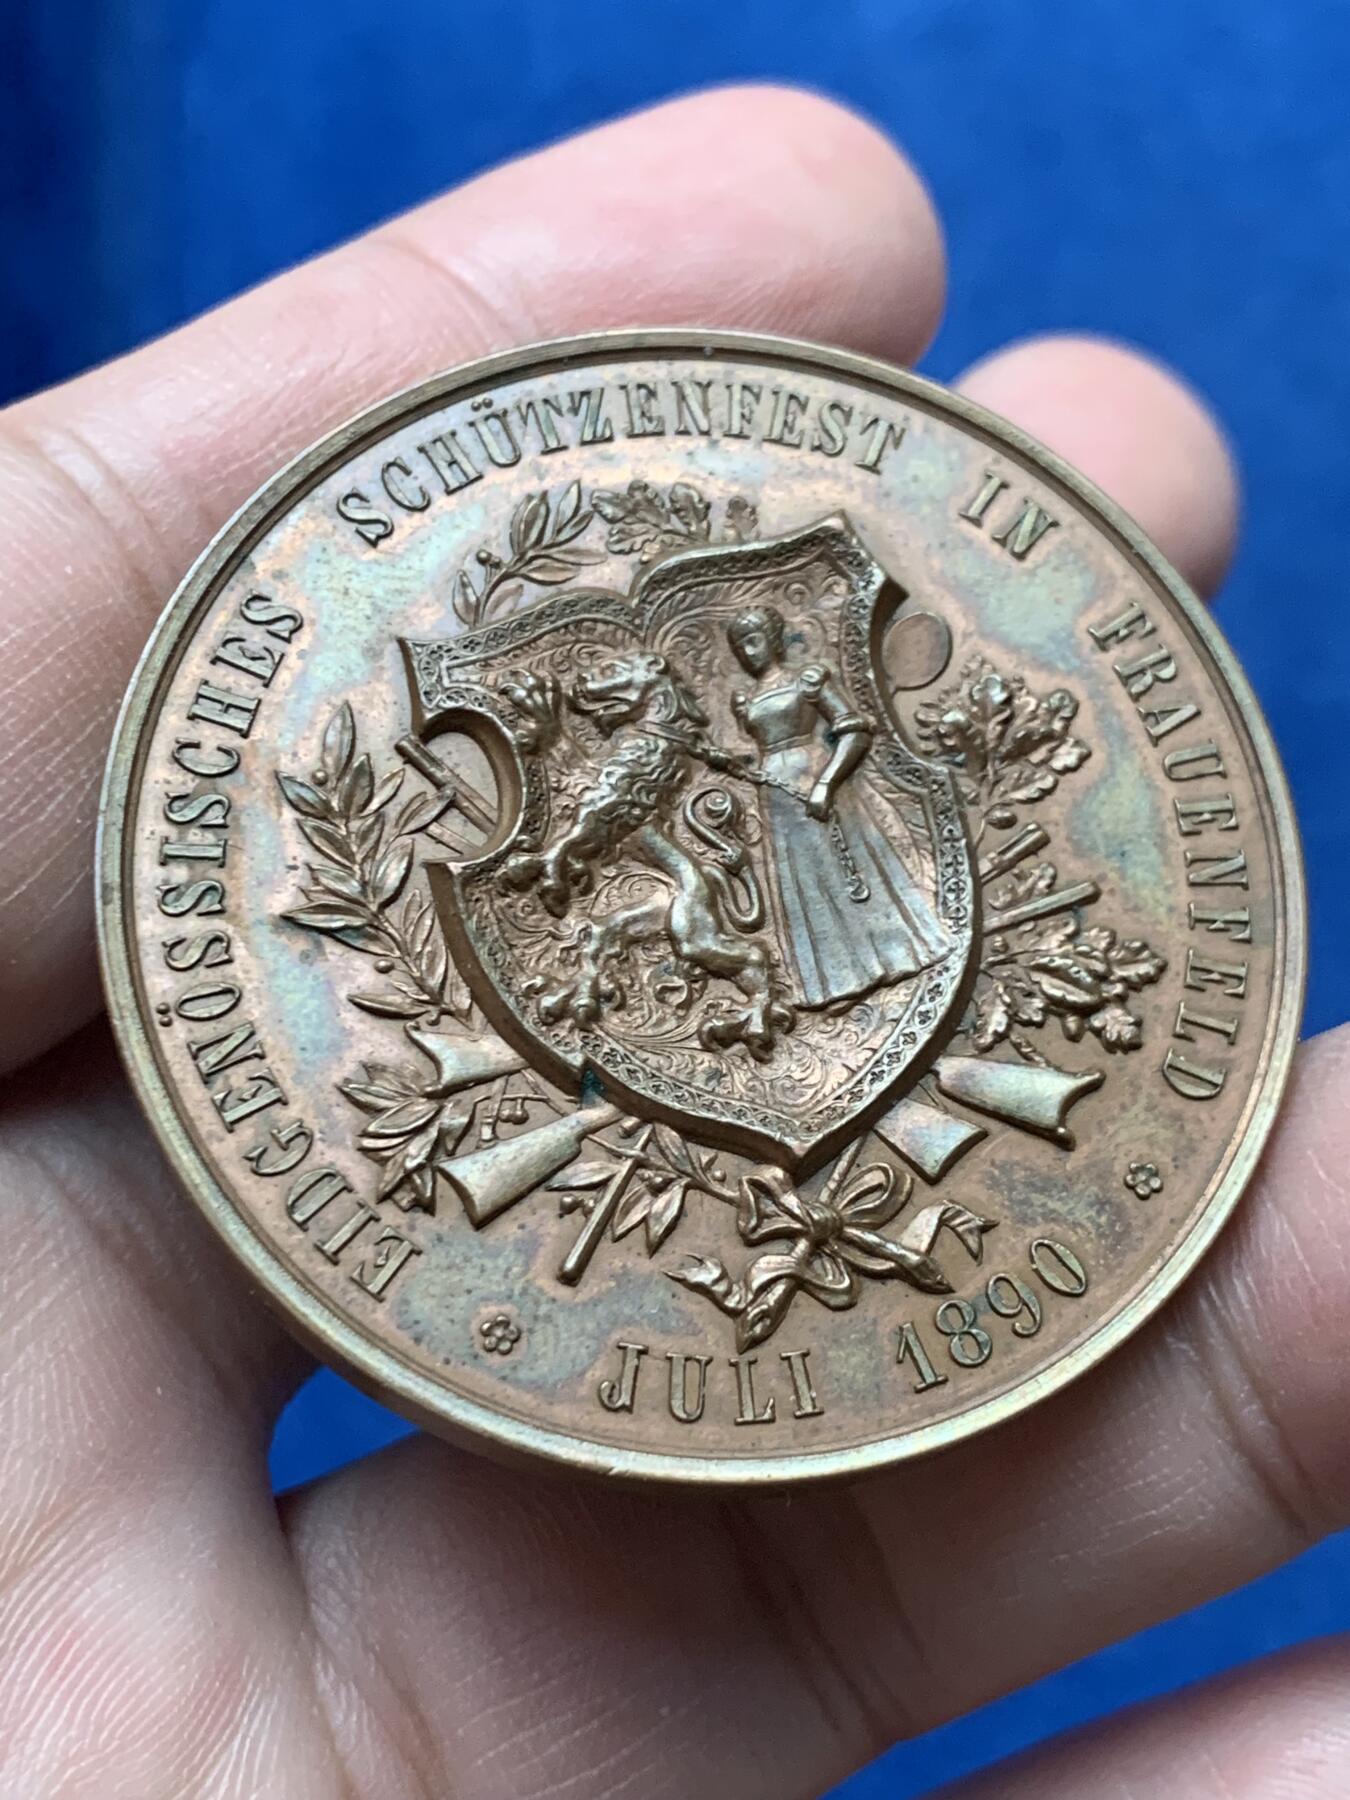 EIDGENÖSSISCHES SCHÜTZENFEST IN FRAUENFELD
JULI 1890